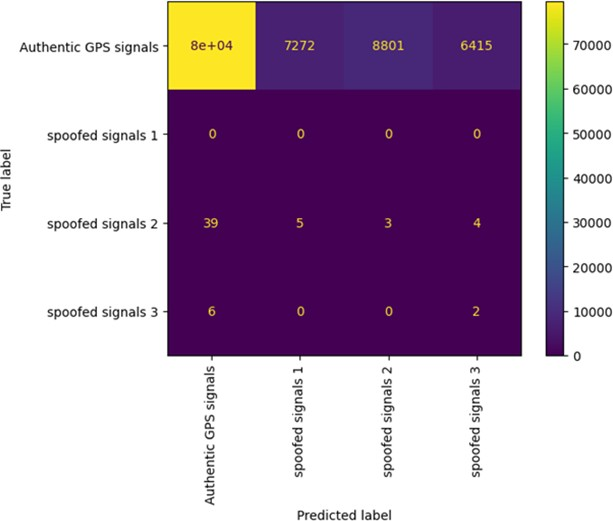 Authentic GPS signals 8e+04 7272 8801 6415
spoofed signals 1 0 0 0 0
spoofed signals 2 39 5 3 4
spoofed signals 3 6 0 0 2
True label
Authentic GPS signals
spoofed signals 1
spoofed signals 2
spoofed signals 3
Predicted label
70000
60000
50000
40000
30000
20000
10000
0